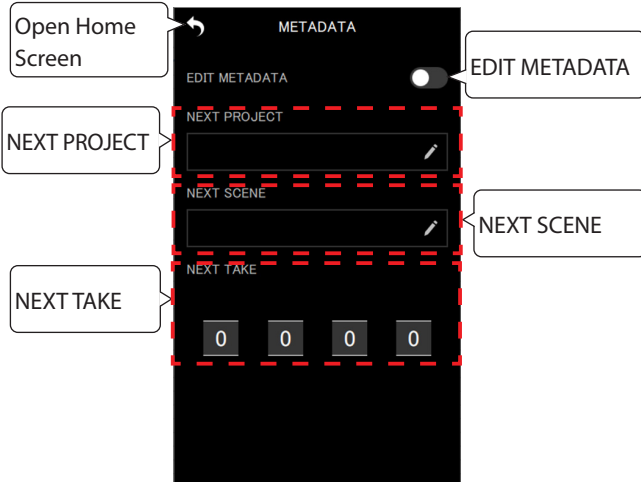 Open Home
Screen
METADATA
EDIT METADATA
EDIT METADATA
NEXT PROJECT
NEXT PROJECT
NEXT SCENE
NEXT SCENE
NEXT TAKE
NEXT TAKE
0 0 0 0